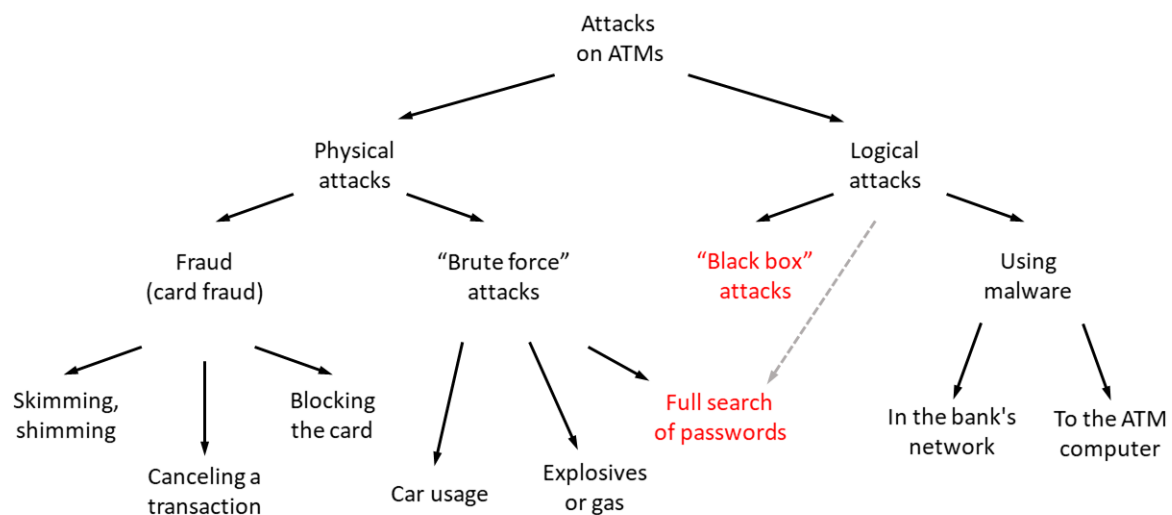 Attacks
on ATMs
Physical
attacks
Logical
attacks
Fraud
(card fraud)
“Brute force”
attacks
“Black box”
attacks
Using
malware
Skimming,
shimming
Canceling a
transaction
Blocking
the card
Car usage
Explosives
or gas
Full search
of passwords
In the bank's
network
To the ATM
computer